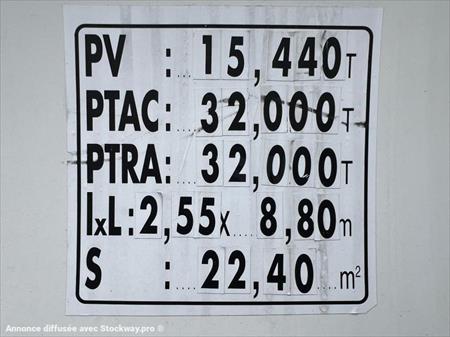 PV :....15,440T
PTAC:....32,000T
PTRA:....32,000T
lxL:2,55x....8,80m
S :....22,40....m²
Annonce diffusée avec Stockway.pro ®